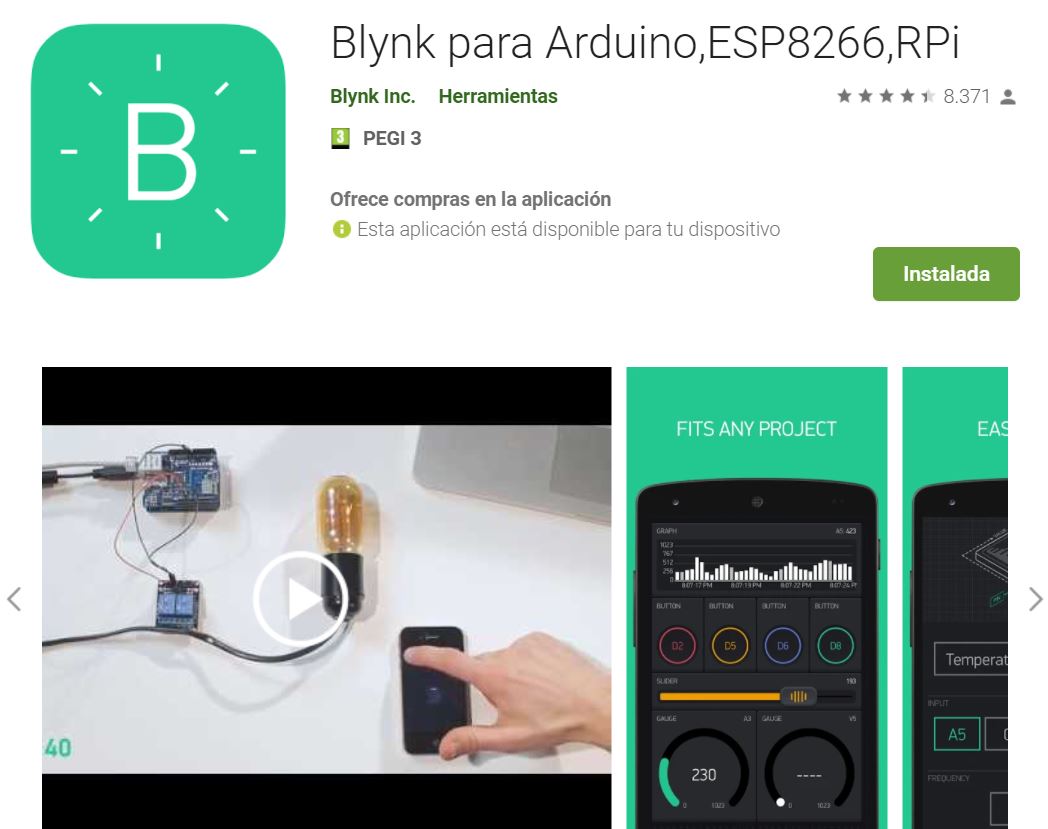 B
Blynk para Arduino,ESP8266,RPi
Blynk Inc. Herramientas
8.371
3 PEGI 3
Ofrece compras en la aplicación
Esta aplicación está disponible para tu dispositivo
Instalada
:40
FITS ANY PROJECT
GRAPH A5: 423
1023
767
512
256
0
8:07:17 PM 8:07:19 PM 8:07:22 PM 8:07:24 P
BUTTON BUTTON BUTTON BUTTON
D2 D5 D6 D8
SLIDER 193
GAUGE A3 GAUGE V5
230 ----
0 1023 0 1023
EAS
Temperat
INPUT
A5
FREQUENCY